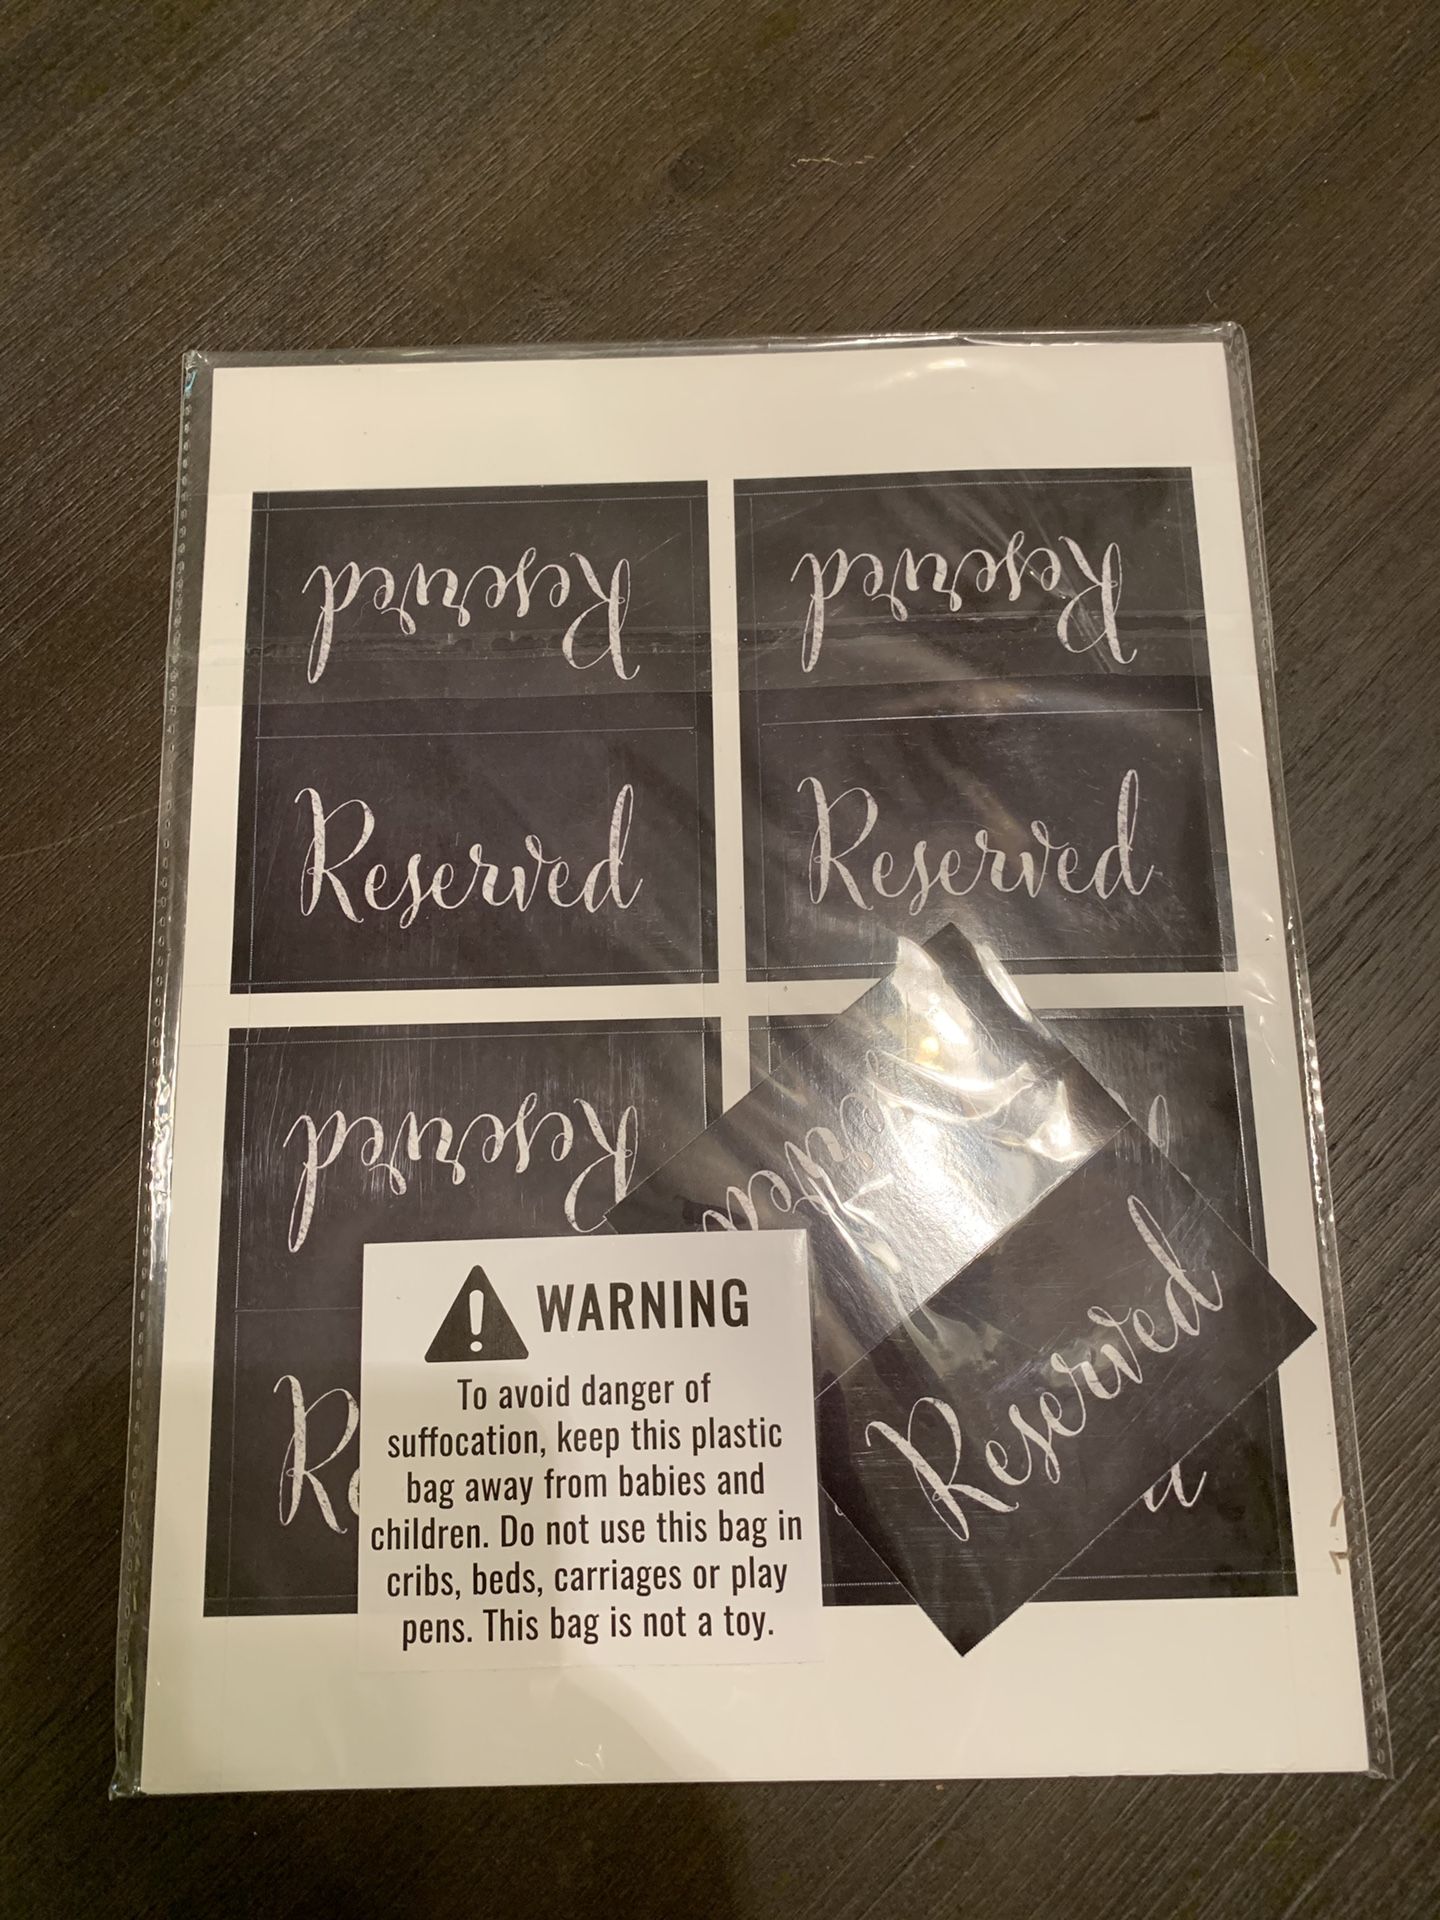 Reserved Reserved
Reserved Reserved
Reserved
Reserved
WARNING
To avoid danger of
suffocation, keep this plastic
bag away from babies and
children. Do not use this bag in
cribs, beds, carriages or play
pens. This bag is not a toy.